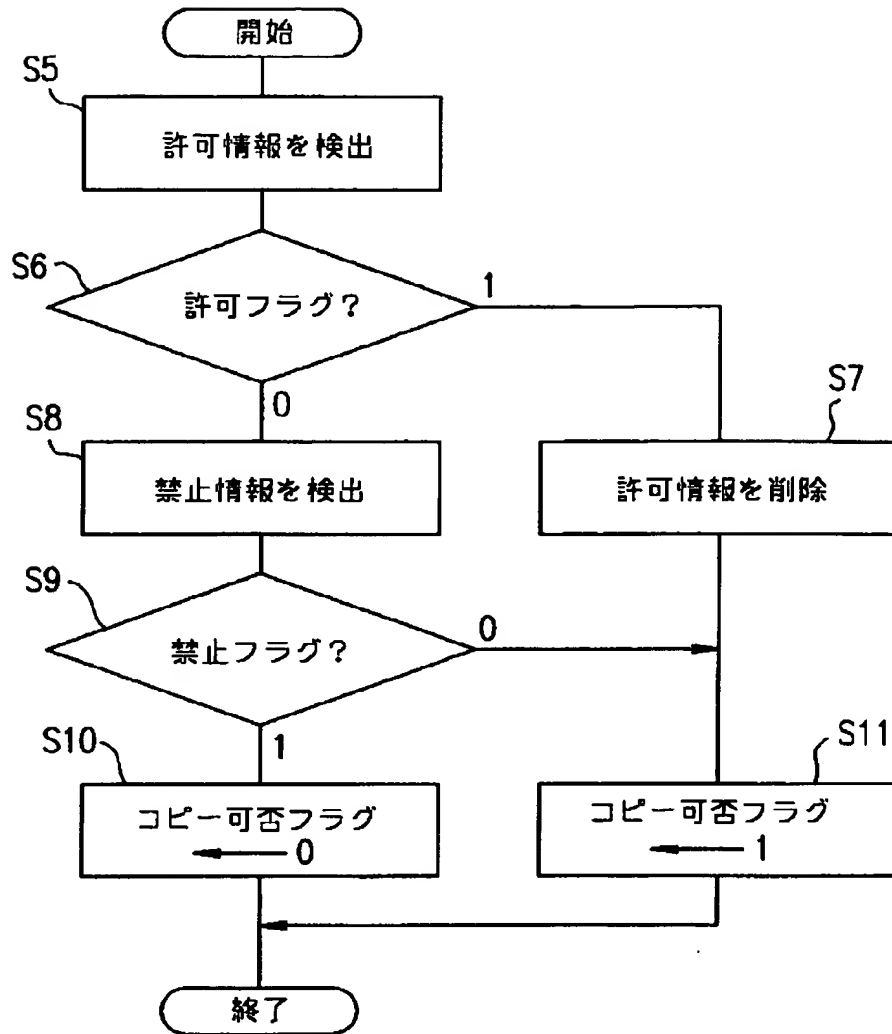 開始
S5
許可情報を検出
S6
許可フラグ?
1
0
S7
S8
禁止情報を検出
許可情報を削除
S9
禁止フラグ?
0
1
S10
S11
コピー可否フラグ
← 0
コピー可否フラグ
← 1
終了